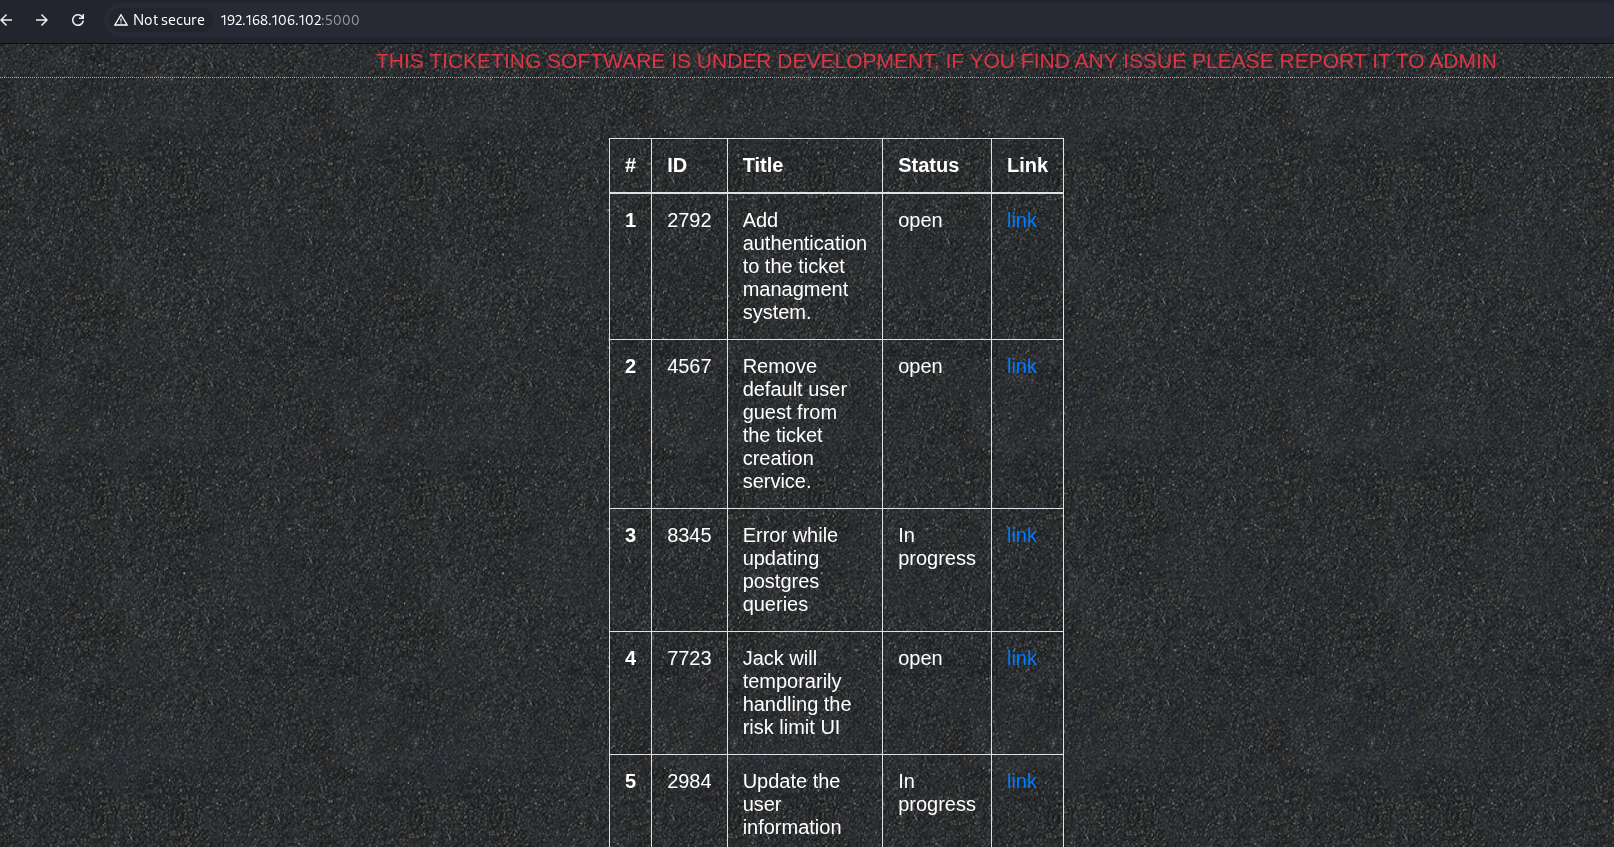 Not secure 192.168.106.102:5000
THIS TICKETING SOFTWARE IS UNDER DEVELOPMENT, IF YOU FIND ANY ISSUE PLEASE REPORT IT TO ADMIN
# ID Title Status Link
1 2792 Add open link
authentication
to the ticket
managment
system.
2 4567 Remove open link
default user
guest from
the ticket
creation
service.
3 8345 Error while In link
updating progress
postgres
queries
4 7723 Jack will open link
temporarily
handling the
risk limit UI
5 2984 Update the In link
user progress
information